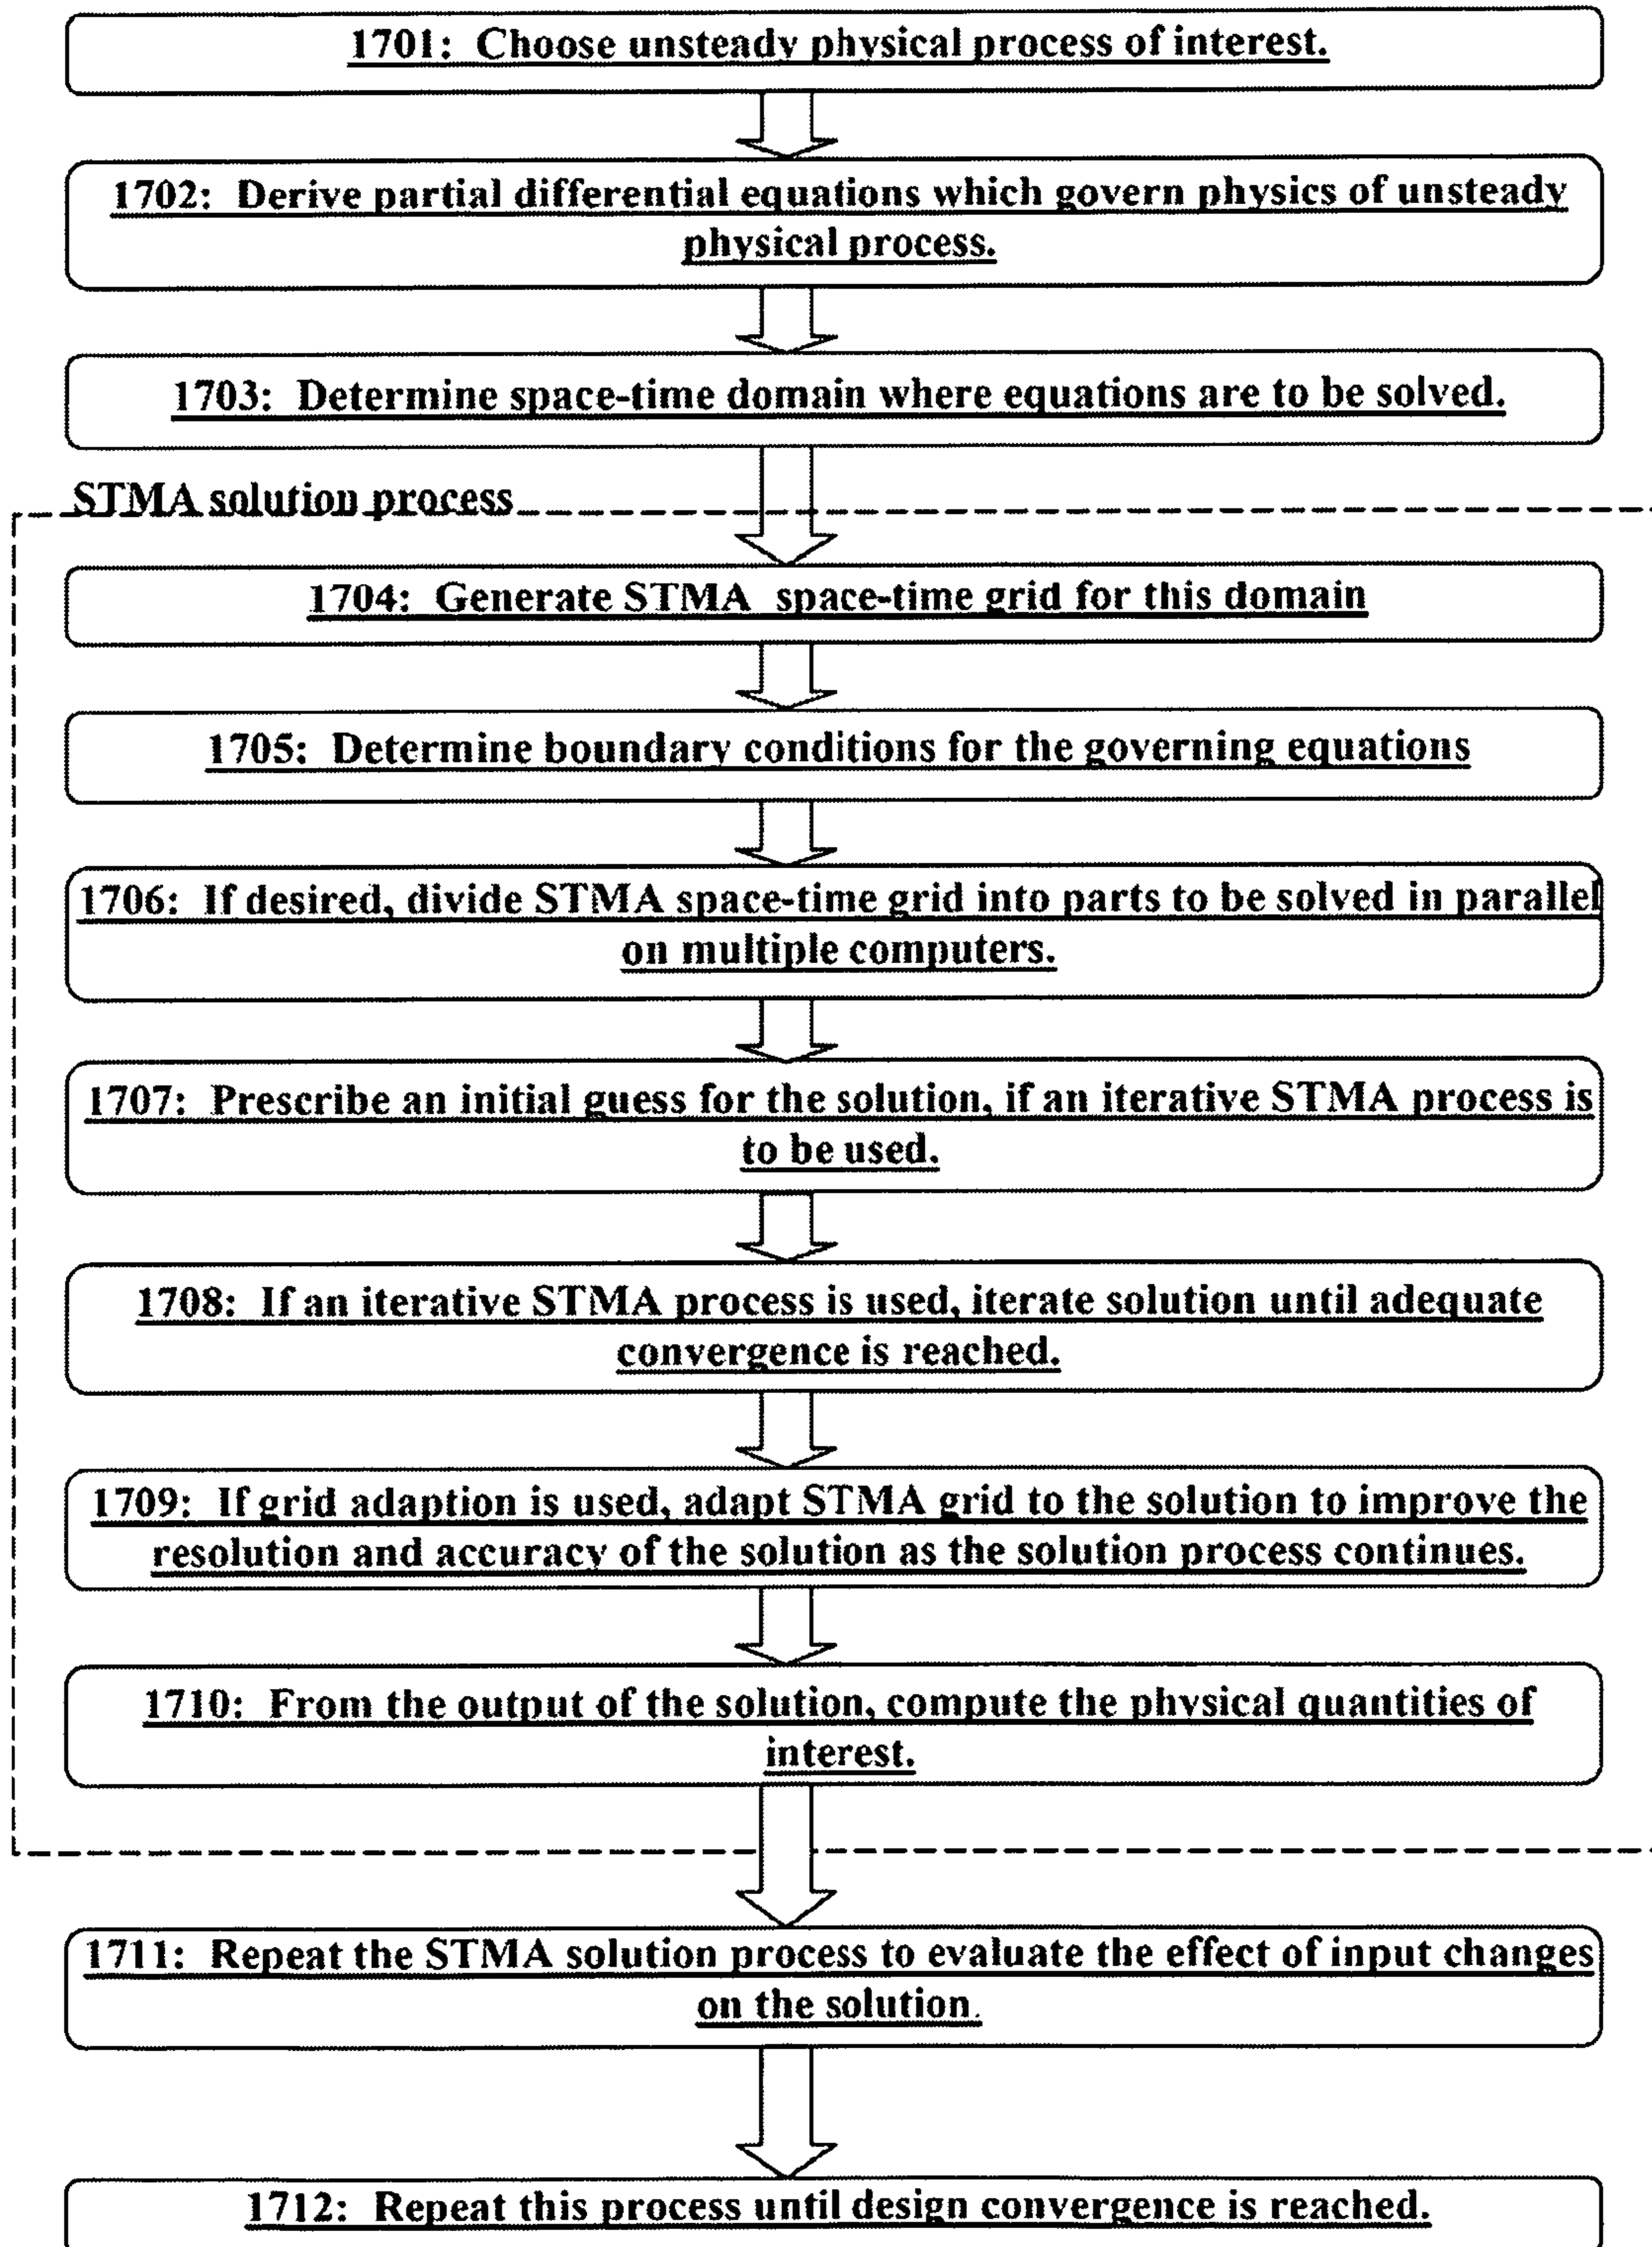 1701: Choose unsteady physical process of interest.
1702: Derive partial differential equations which govern physics of unsteady
physical process.
1703: Determine space-time domain where equations are to be solved.
STMA solution process
1704: Generate STMA space-time grid for this domain
1705: Determine boundary conditions for the governing equations
1706: If desired, divide STMA space-time grid into parts to be solved in parallel
on multiple computers.
1707: Prescribe an initial guess for the solution, if an iterative STMA process is
to be used.
1708: If an iterative STMA process is used, iterate solution until adequate
convergence is reached.
1709: If grid adaption is used, adapt STMA grid to the solution to improve the
resolution and accuracy of the solution as the solution process continues.
1710: From the output of the solution, compute the physical quantities of
interest.
1711: Repeat the STMA solution process to evaluate the effect of input changes
on the solution.
1712: Repeat this process until design convergence is reached.